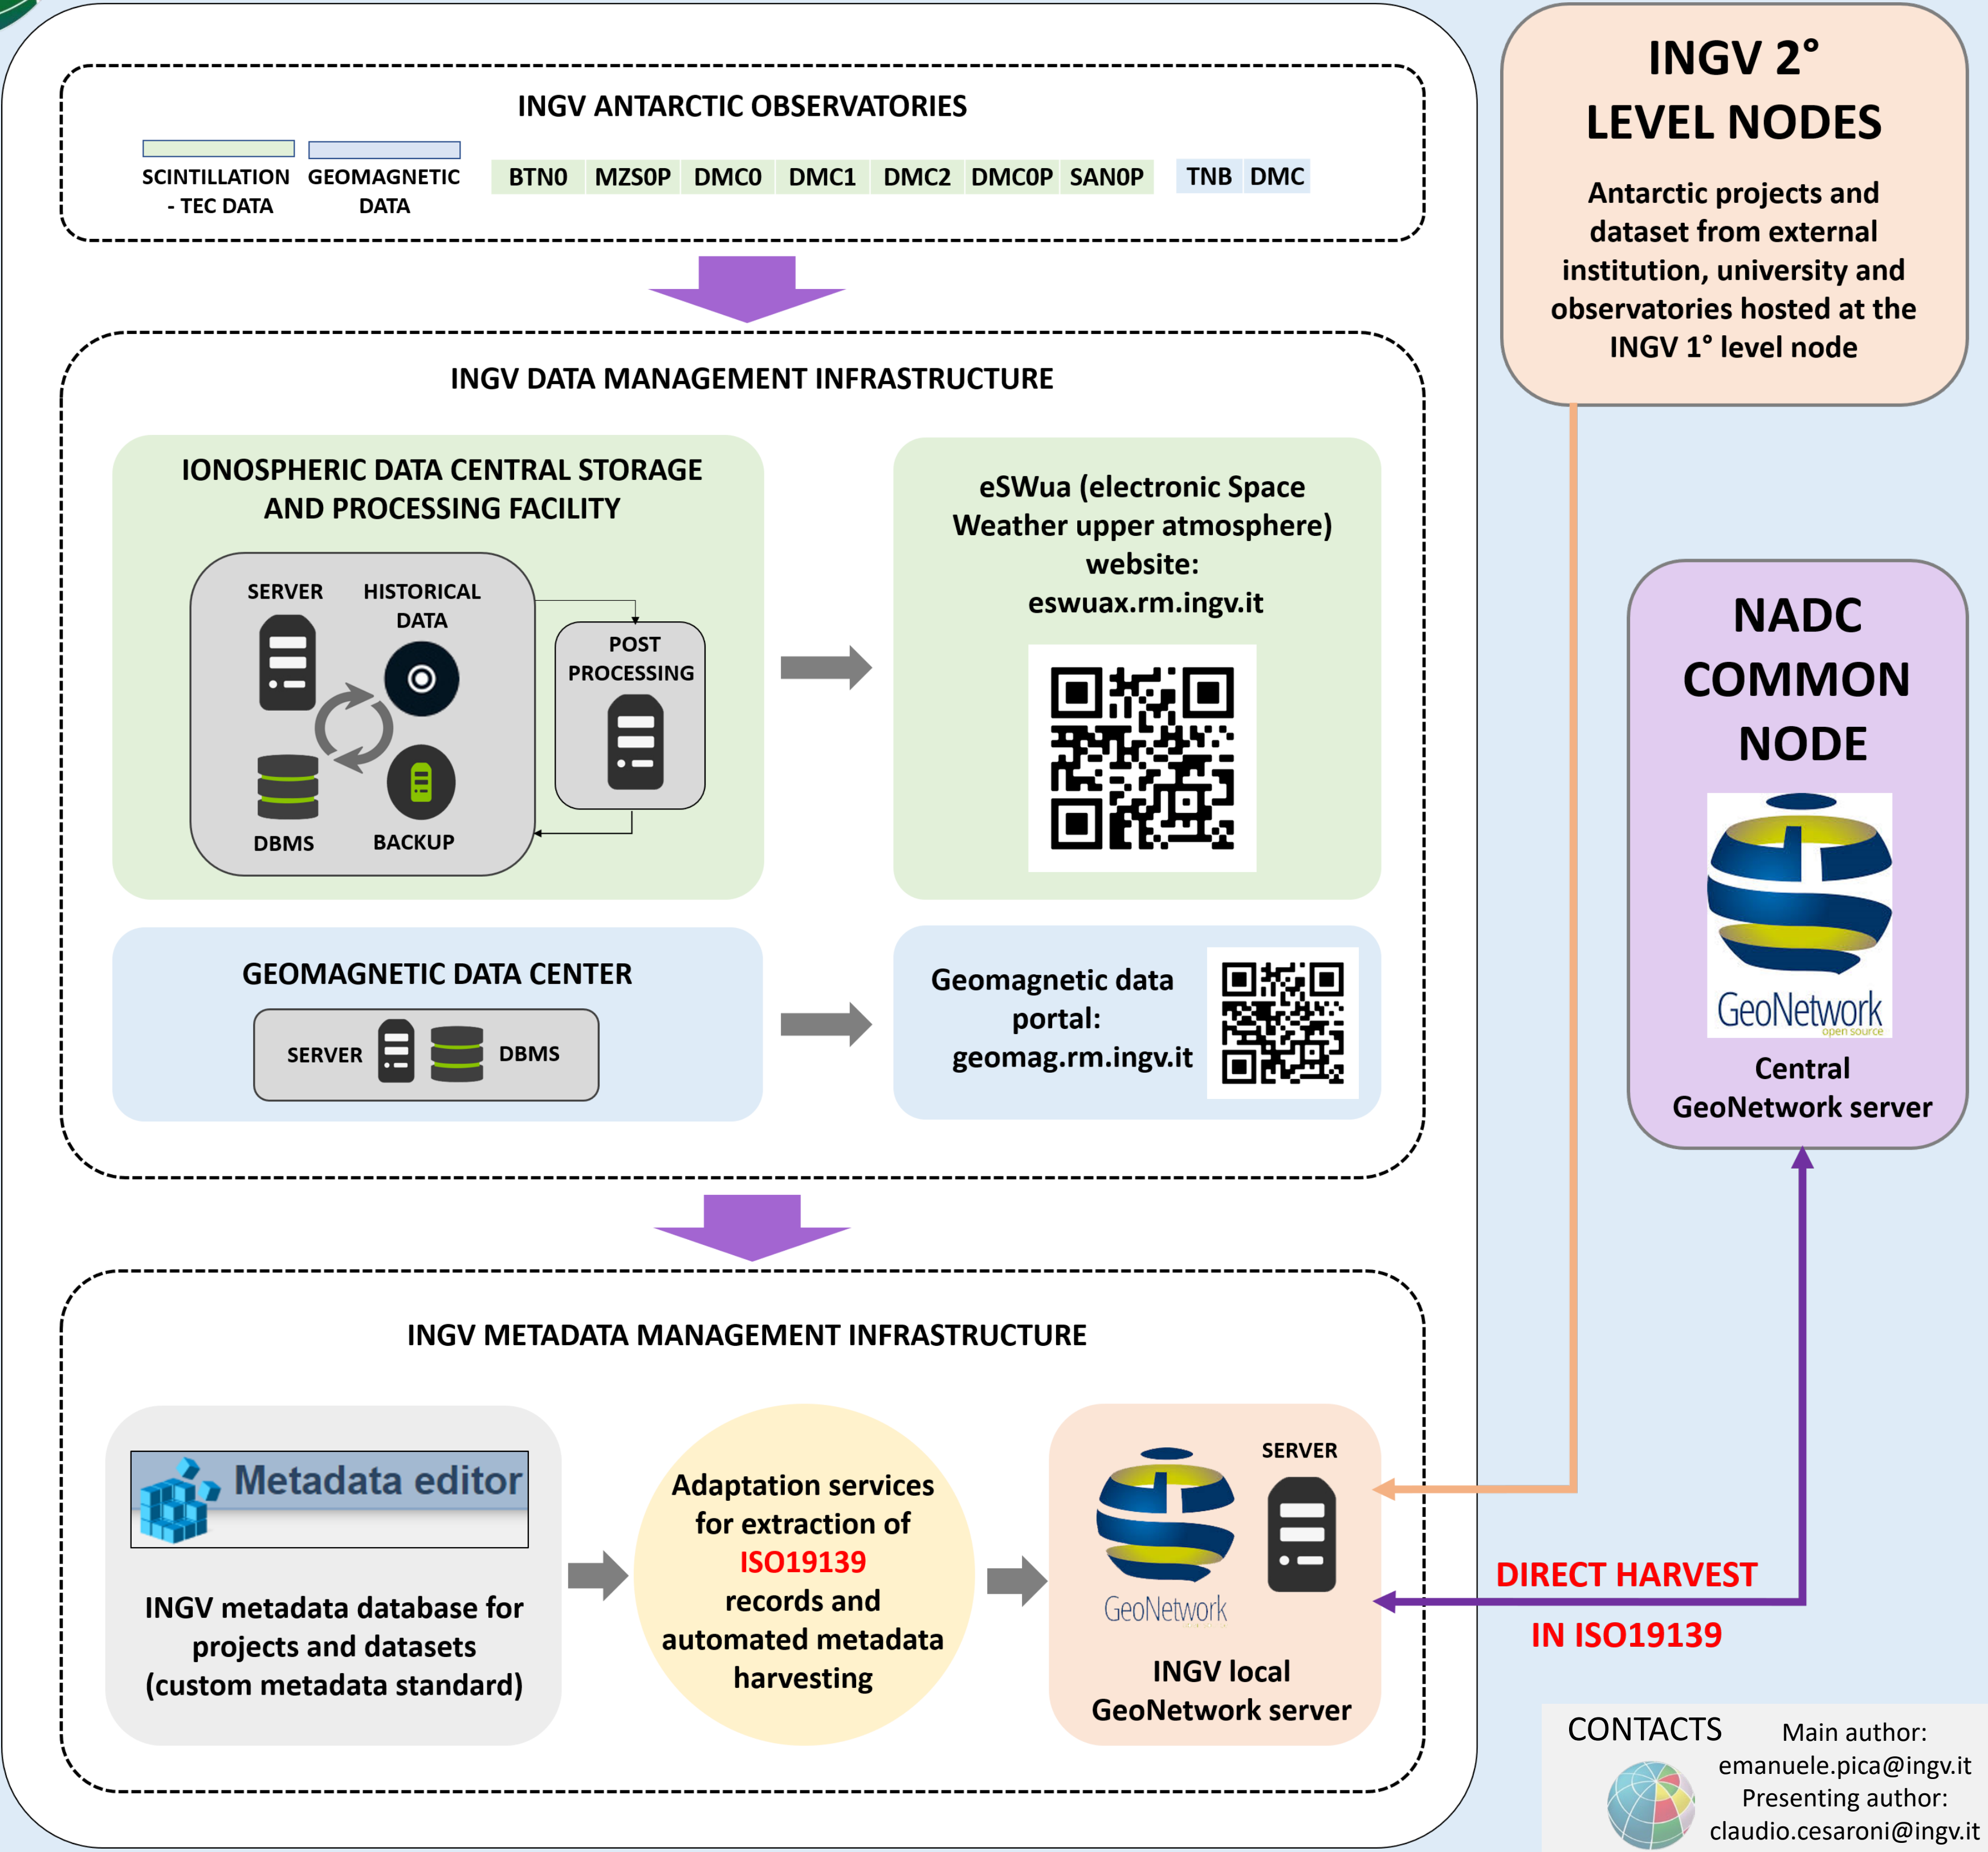 INGV ANTARCTIC OBSERVATORIES
SCINTILLATION
- TEC DATA
GEOMAGNETIC
DATA
BTN0 MZS0P DMC0 DMC1 DMC2 DMC0P SAN0P TNB DMC
INGV DATA MANAGEMENT INFRASTRUCTURE
IONOSPHERIC DATA CENTRAL STORAGE
AND PROCESSING FACILITY
SERVER
HISTORICAL
DATA
DBMS
BACKUP
POST
PROCESSING
eSWua (electronic Space
Weather upper atmosphere)
website:
eswuax.rm.ingv.it
GEOMAGNETIC DATA CENTER
SERVER
DBMS
Geomagnetic data
portal:
geomag.rm.ingv.it
INGV METADATA MANAGEMENT INFRASTRUCTURE
Metadata editor
INGV metadata database for
projects and datasets
(custom metadata standard)
Adaptation services
for extraction of
ISO19139
records and
automated metadata
harvesting
SERVER
GeoNetwork
INGV local
GeoNetwork server
INGV 2°
LEVEL NODES
Antarctic projects and
dataset from external
institution, university and
observatories hosted at the
INGV 1° level node
NADC
COMMON
NODE
GeoNetwork
open source
Central
GeoNetwork server
DIRECT HARVEST
IN ISO19139
CONTACTS
Main author:
emanuele.pica@ingv.it
Presenting author:
claudio.cesaroni@ingv.it